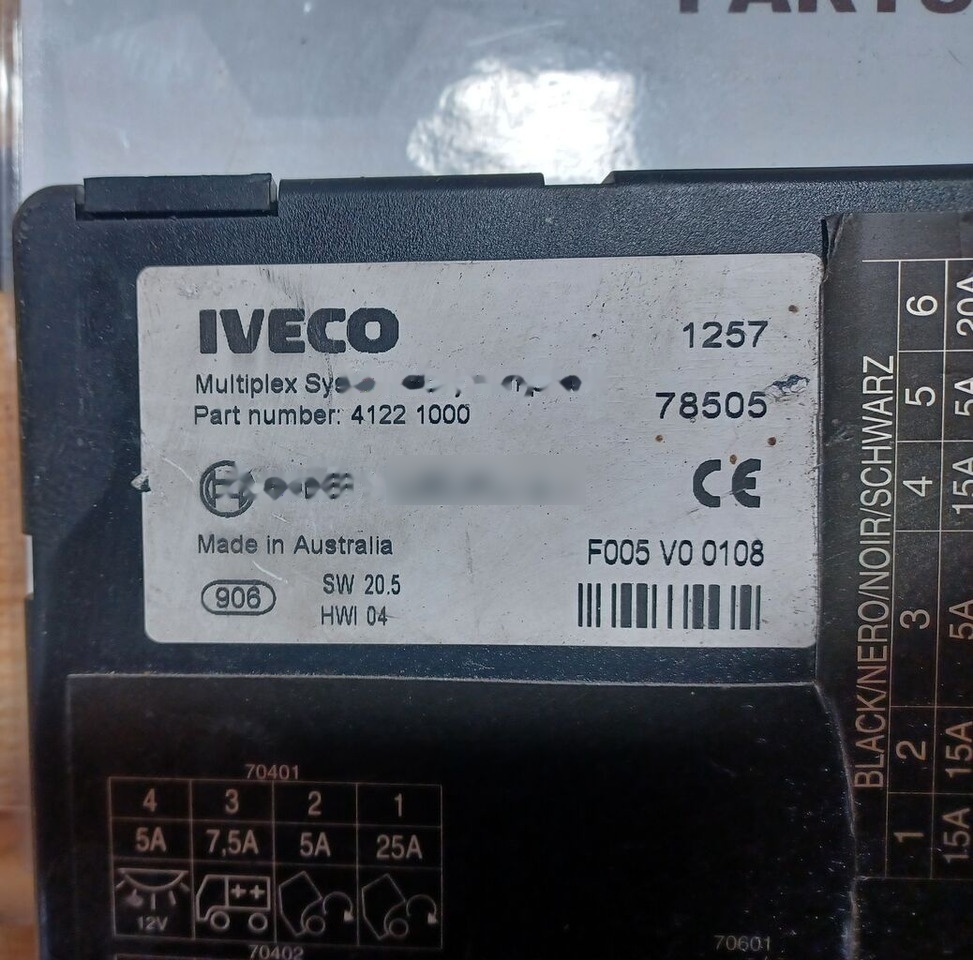 IVECO
1257
Multiplex
Part number: 4122 1000
78505
CE
Made in Australia
F005 V0 0108
906
SW 20.5
HWI 04
BLACK/NERO/NOIR/SCHWARZ
1 2 3 4 5 6
15A 15A 5A 15A 5A 20A
70401
4 3 2 1
5A 7,5A 5A 25A
12V
70402
70601